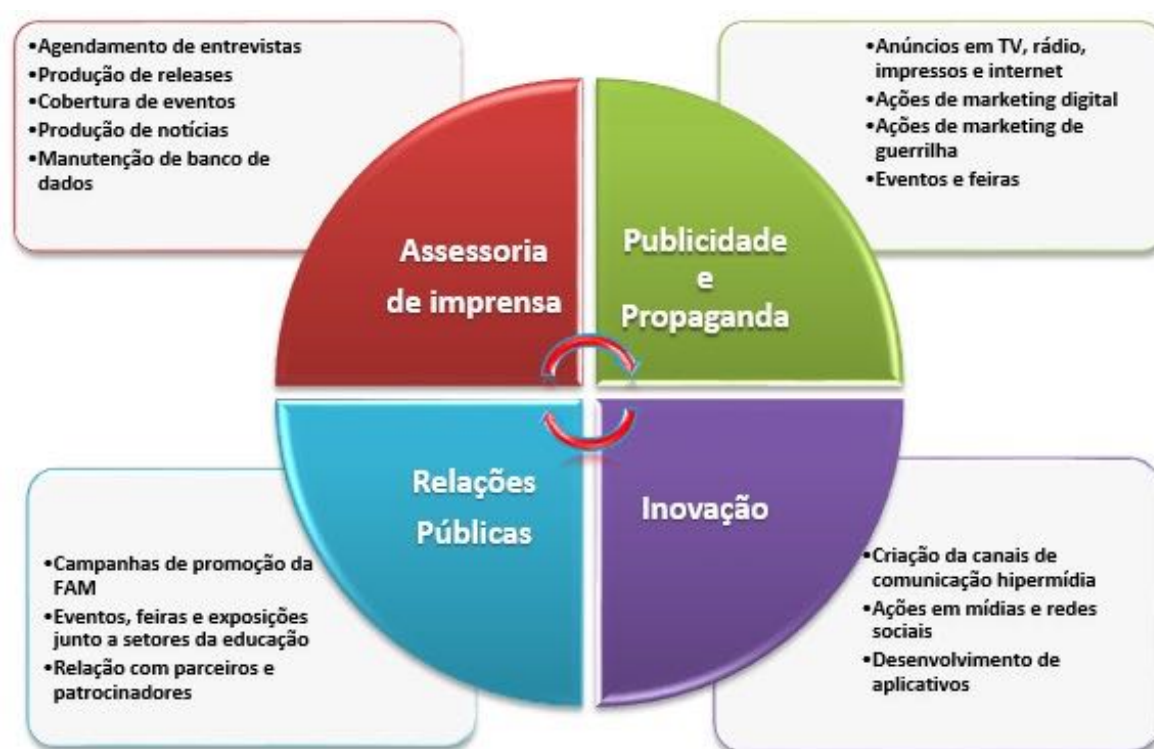 •Agendamento de entrevistas
•Produção de releases
•Cobertura de eventos
•Produção de notícias
•Manutenção de banco de
dados
•Anúncios em TV, rádio,
impressos e internet
•Ações de marketing digital
•Ações de marketing de
guerrilha
•Eventos e feiras
Assessoria
de imprensa
Publicidade
e
Propaganda
Relações
Públicas
Inovação
•Campanhas de promoção da
FAM
•Eventos, feiras e exposições
junto a setores da educação
•Relação com parceiros e
patrocinadores
•Criação da canais de
comunicação hipermídia
•Ações em mídias e redes
sociais
•Desenvolvimento de
aplicativos